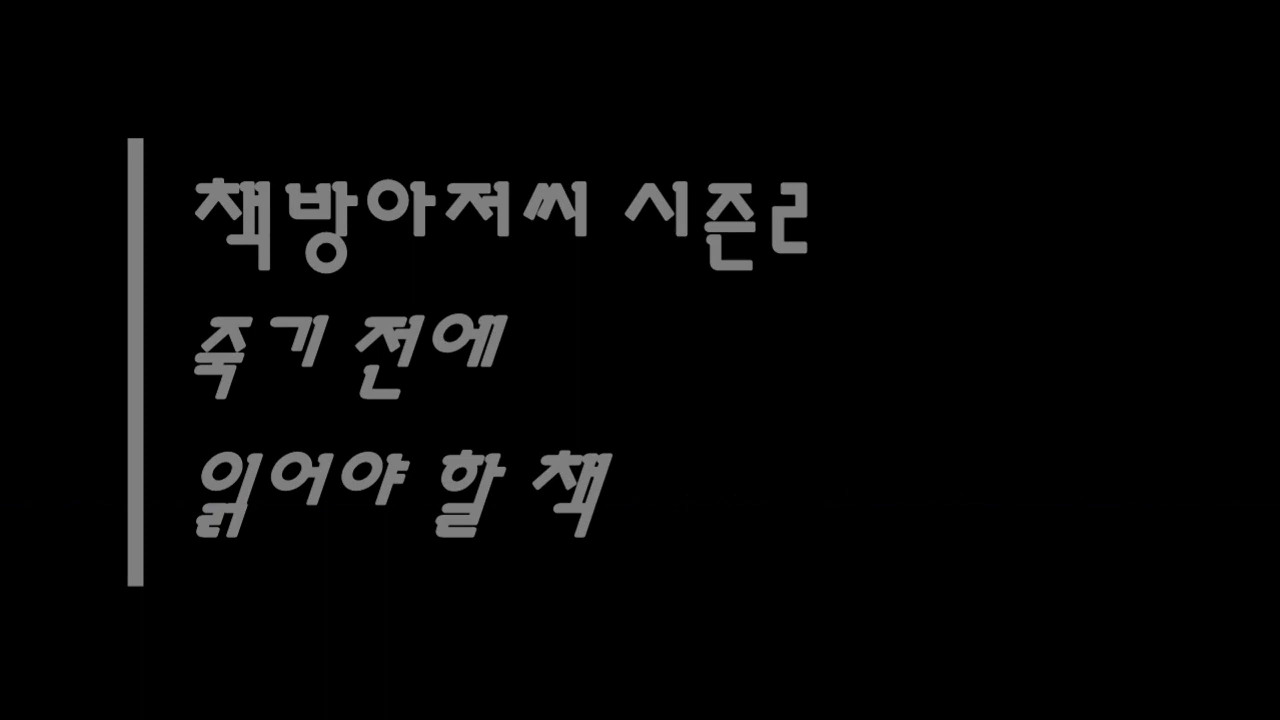 책방아저씨 시즌2
죽기 전에
읽어야 할 책